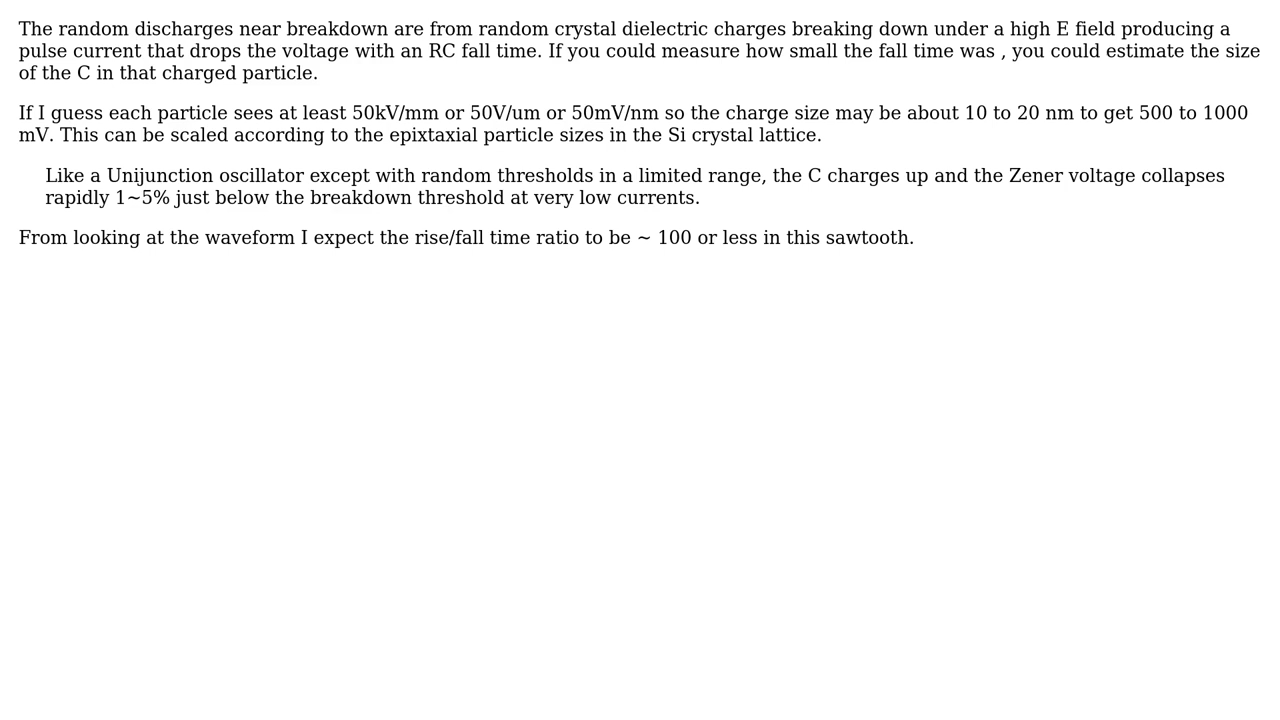 The random discharges near breakdown are from random crystal dielectric charges breaking down under a high E field producing a
pulse current that drops the voltage with an RC fall time. If you could measure how small the fall time was , you could estimate the size
of the C in that charged particle.
If I guess each particle sees at least 50kV/mm or 50V/um or 50mV/nm so the charge size may be about 10 to 20 nm to get 500 to 1000
mV. This can be scaled according to the epixtaxial particle sizes in the Si crystal lattice.
Like a Unijunction oscillator except with random thresholds in a limited range, the C charges up and the Zener voltage collapses
rapidly 1~5% just below the breakdown threshold at very low currents.
From looking at the waveform I expect the rise/fall time ratio to be ~ 100 or less in this sawtooth.